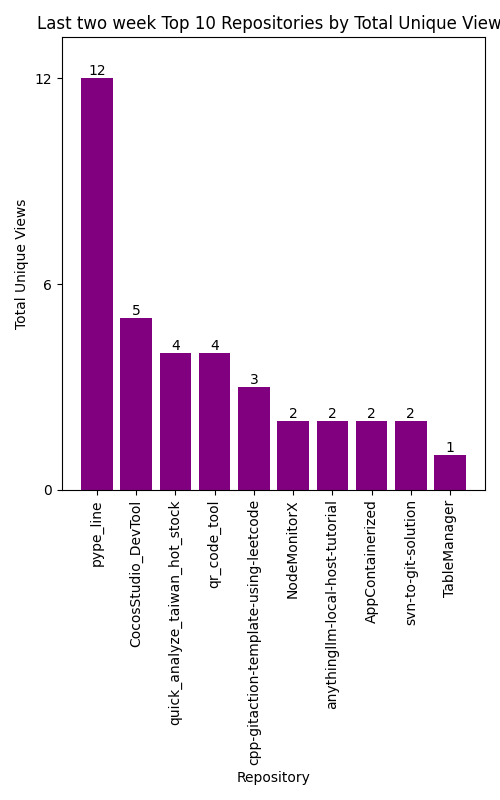 Last two week Top 10 Repositories by Total Unique View
12
6
0
Total Unique Views
12
5
4
4
3
2
2
2
2
1
pype_line
CocosStudio_DevTool
quick_analyze_taiwan_hot_stock
qr_code_tool
cpp-gitaction-template-using-leetcode
NodeMonitorX
anythingllm-local-host-tutorial
AppContainerized
svn-to-git-solution
TableManager
Repository